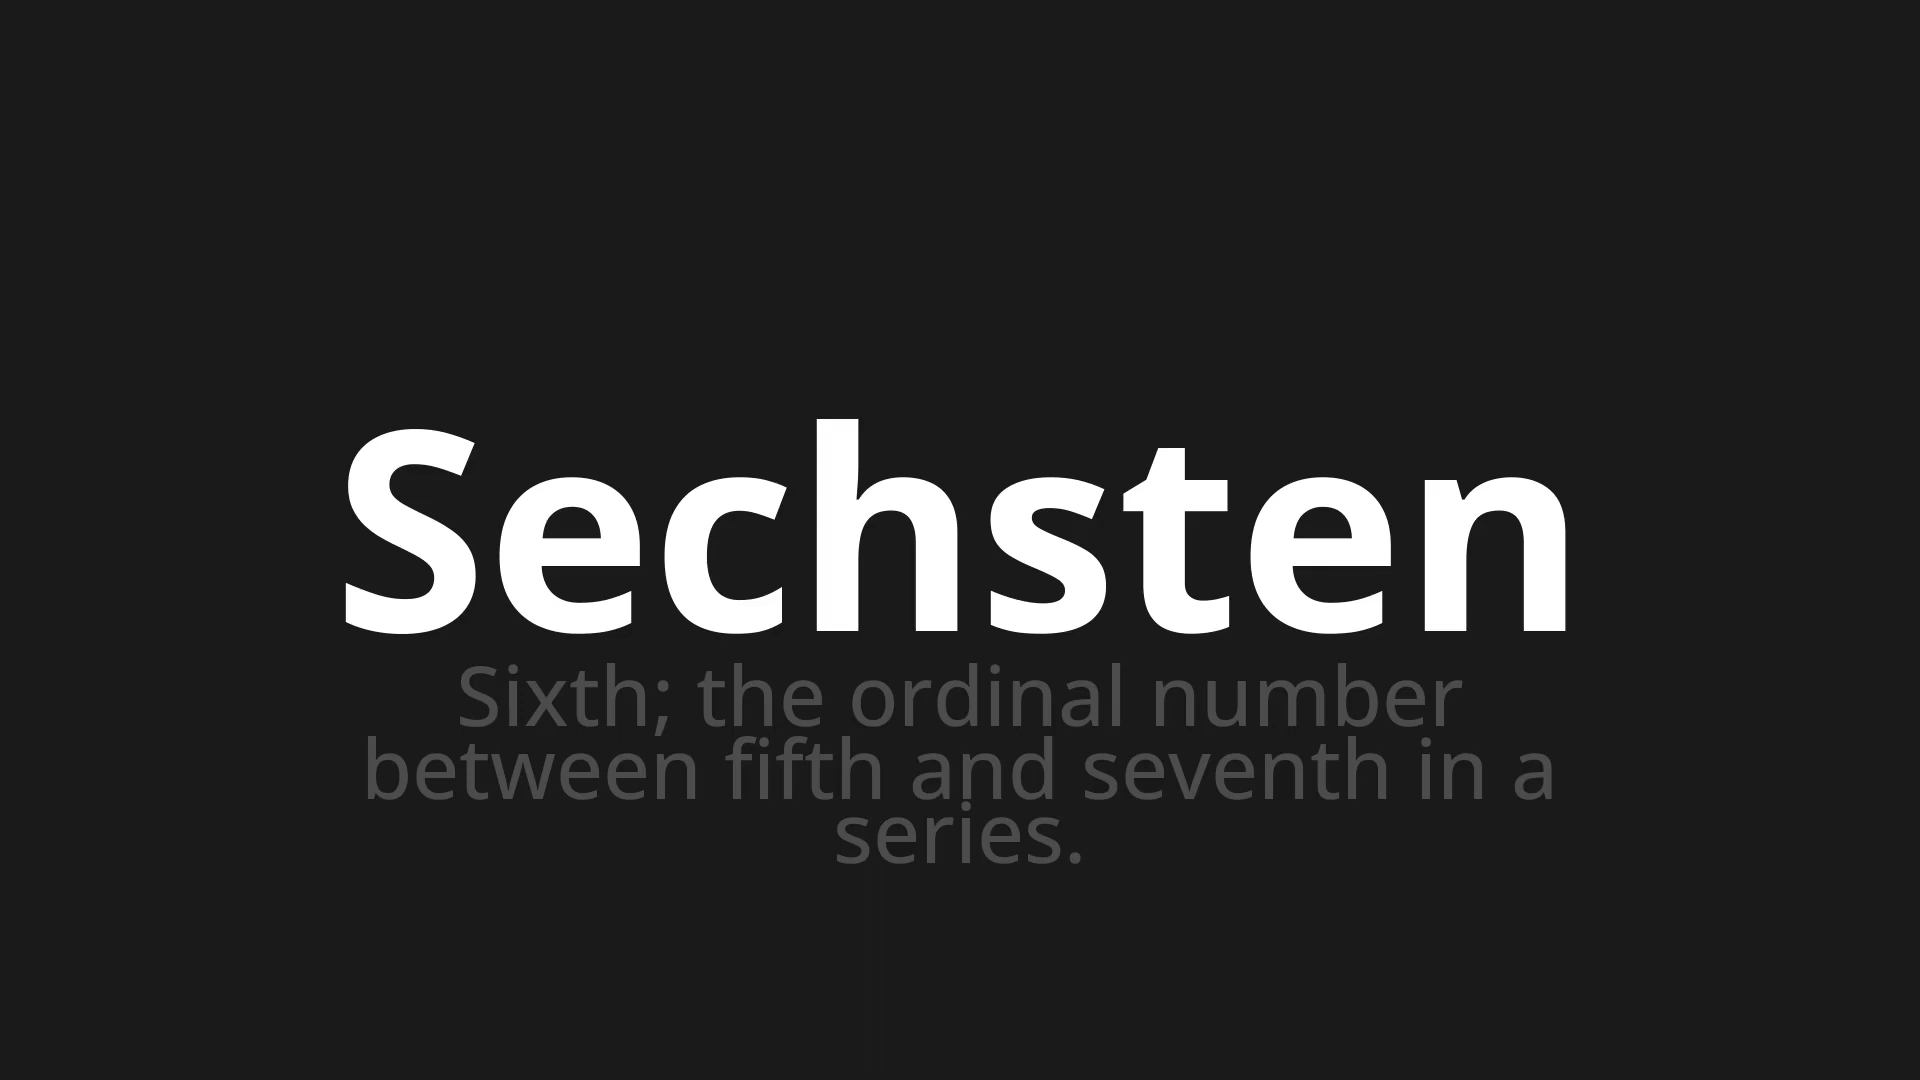 Sechsten
Sixth; the ordinal number
between fifth and seventh in a
series.